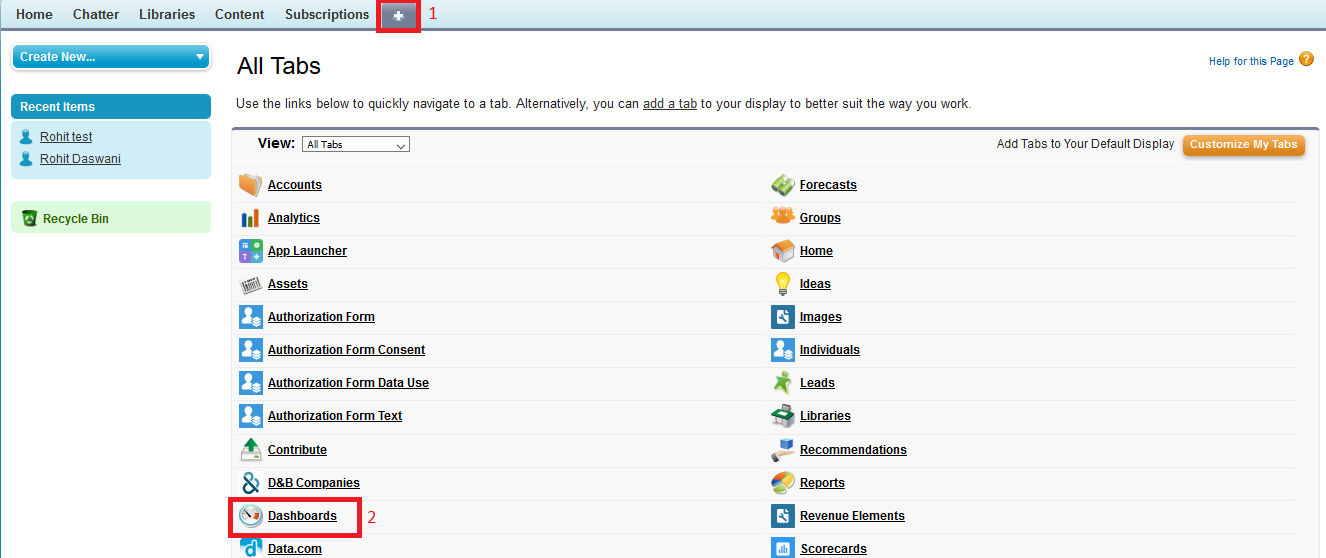 Home Chatter Libraries Content Subscriptions + 1
Create New...
All Tabs
Help for this Page ?
Recent Items
Use the links below to quickly navigate to a tab. Alternatively, you can add a tab to your display to better suit the way you work.
Rohit test
Rohit Daswani
View: All Tabs Add Tabs to Your Default Display Customize My Tabs
Recycle Bin
Accounts Forecasts
Analytics Groups
App Launcher Home
Assets Ideas
Authorization Form Images
Authorization Form Consent Individuals
Authorization Form Data Use Leads
Authorization Form Text Libraries
Contribute Recommendations
D&B Companies Reports
Dashboards 2 Revenue Elements
Data.com Scorecards